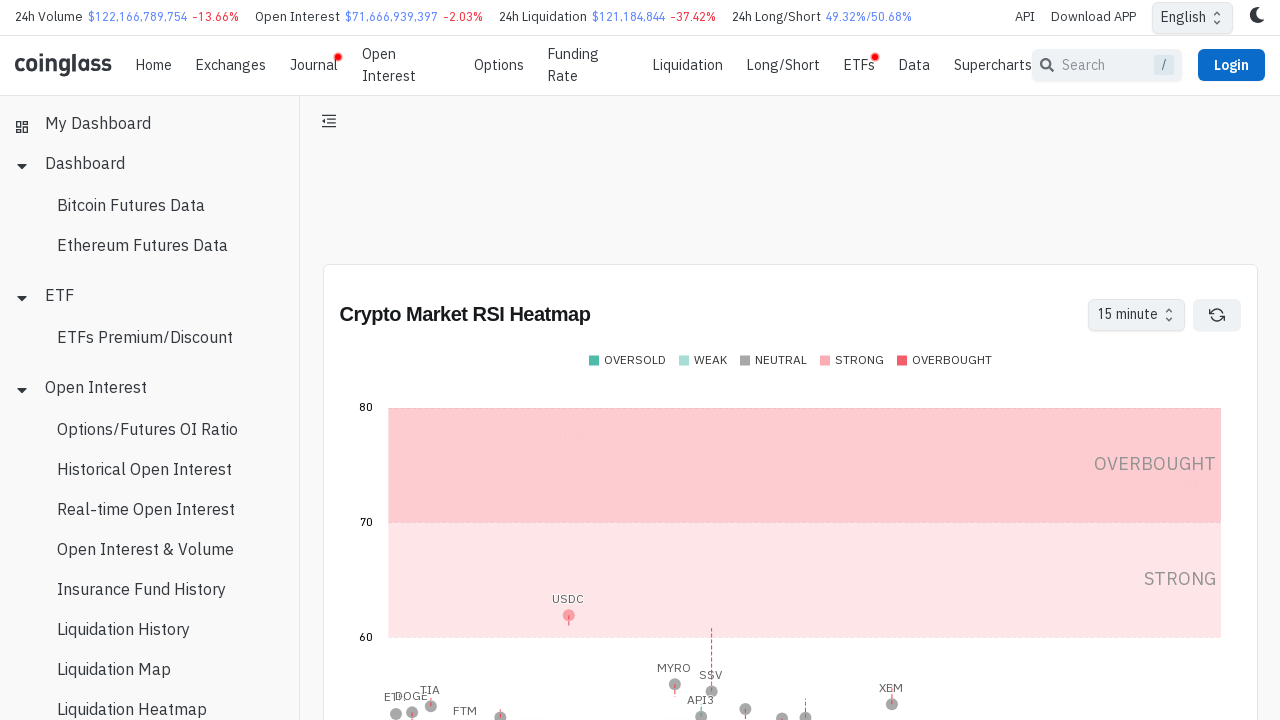 24h Volume $122,166,789,754 -13.66% Open Interest $71,666,939,397 -2.03% 24h Liquidation $121,184,844 -37.42% 24h Long/Short 49.32%/50.68% API Download APP English
coinglass Home Exchanges Journal Open Interest Options Funding Rate Liquidation Long/Short ETFs Data Supercharts Search / Login
My Dashboard
Dashboard
Bitcoin Futures Data
Ethereum Futures Data
ETF
ETFs Premium/Discount
Open Interest
Options/Futures OI Ratio
Historical Open Interest
Real-time Open Interest
Open Interest & Volume
Insurance Fund History
Liquidation History
Liquidation Map
Liquidation Heatmap
Crypto Market RSI Heatmap 15 minute
OVERSOLD WEAK NEUTRAL STRONG OVERBOUGHT
80
OVERBOUGHT
70
STRONG
USDC
60
MYRO
SSV
TIA
XEM
DOGE
API3
FTM